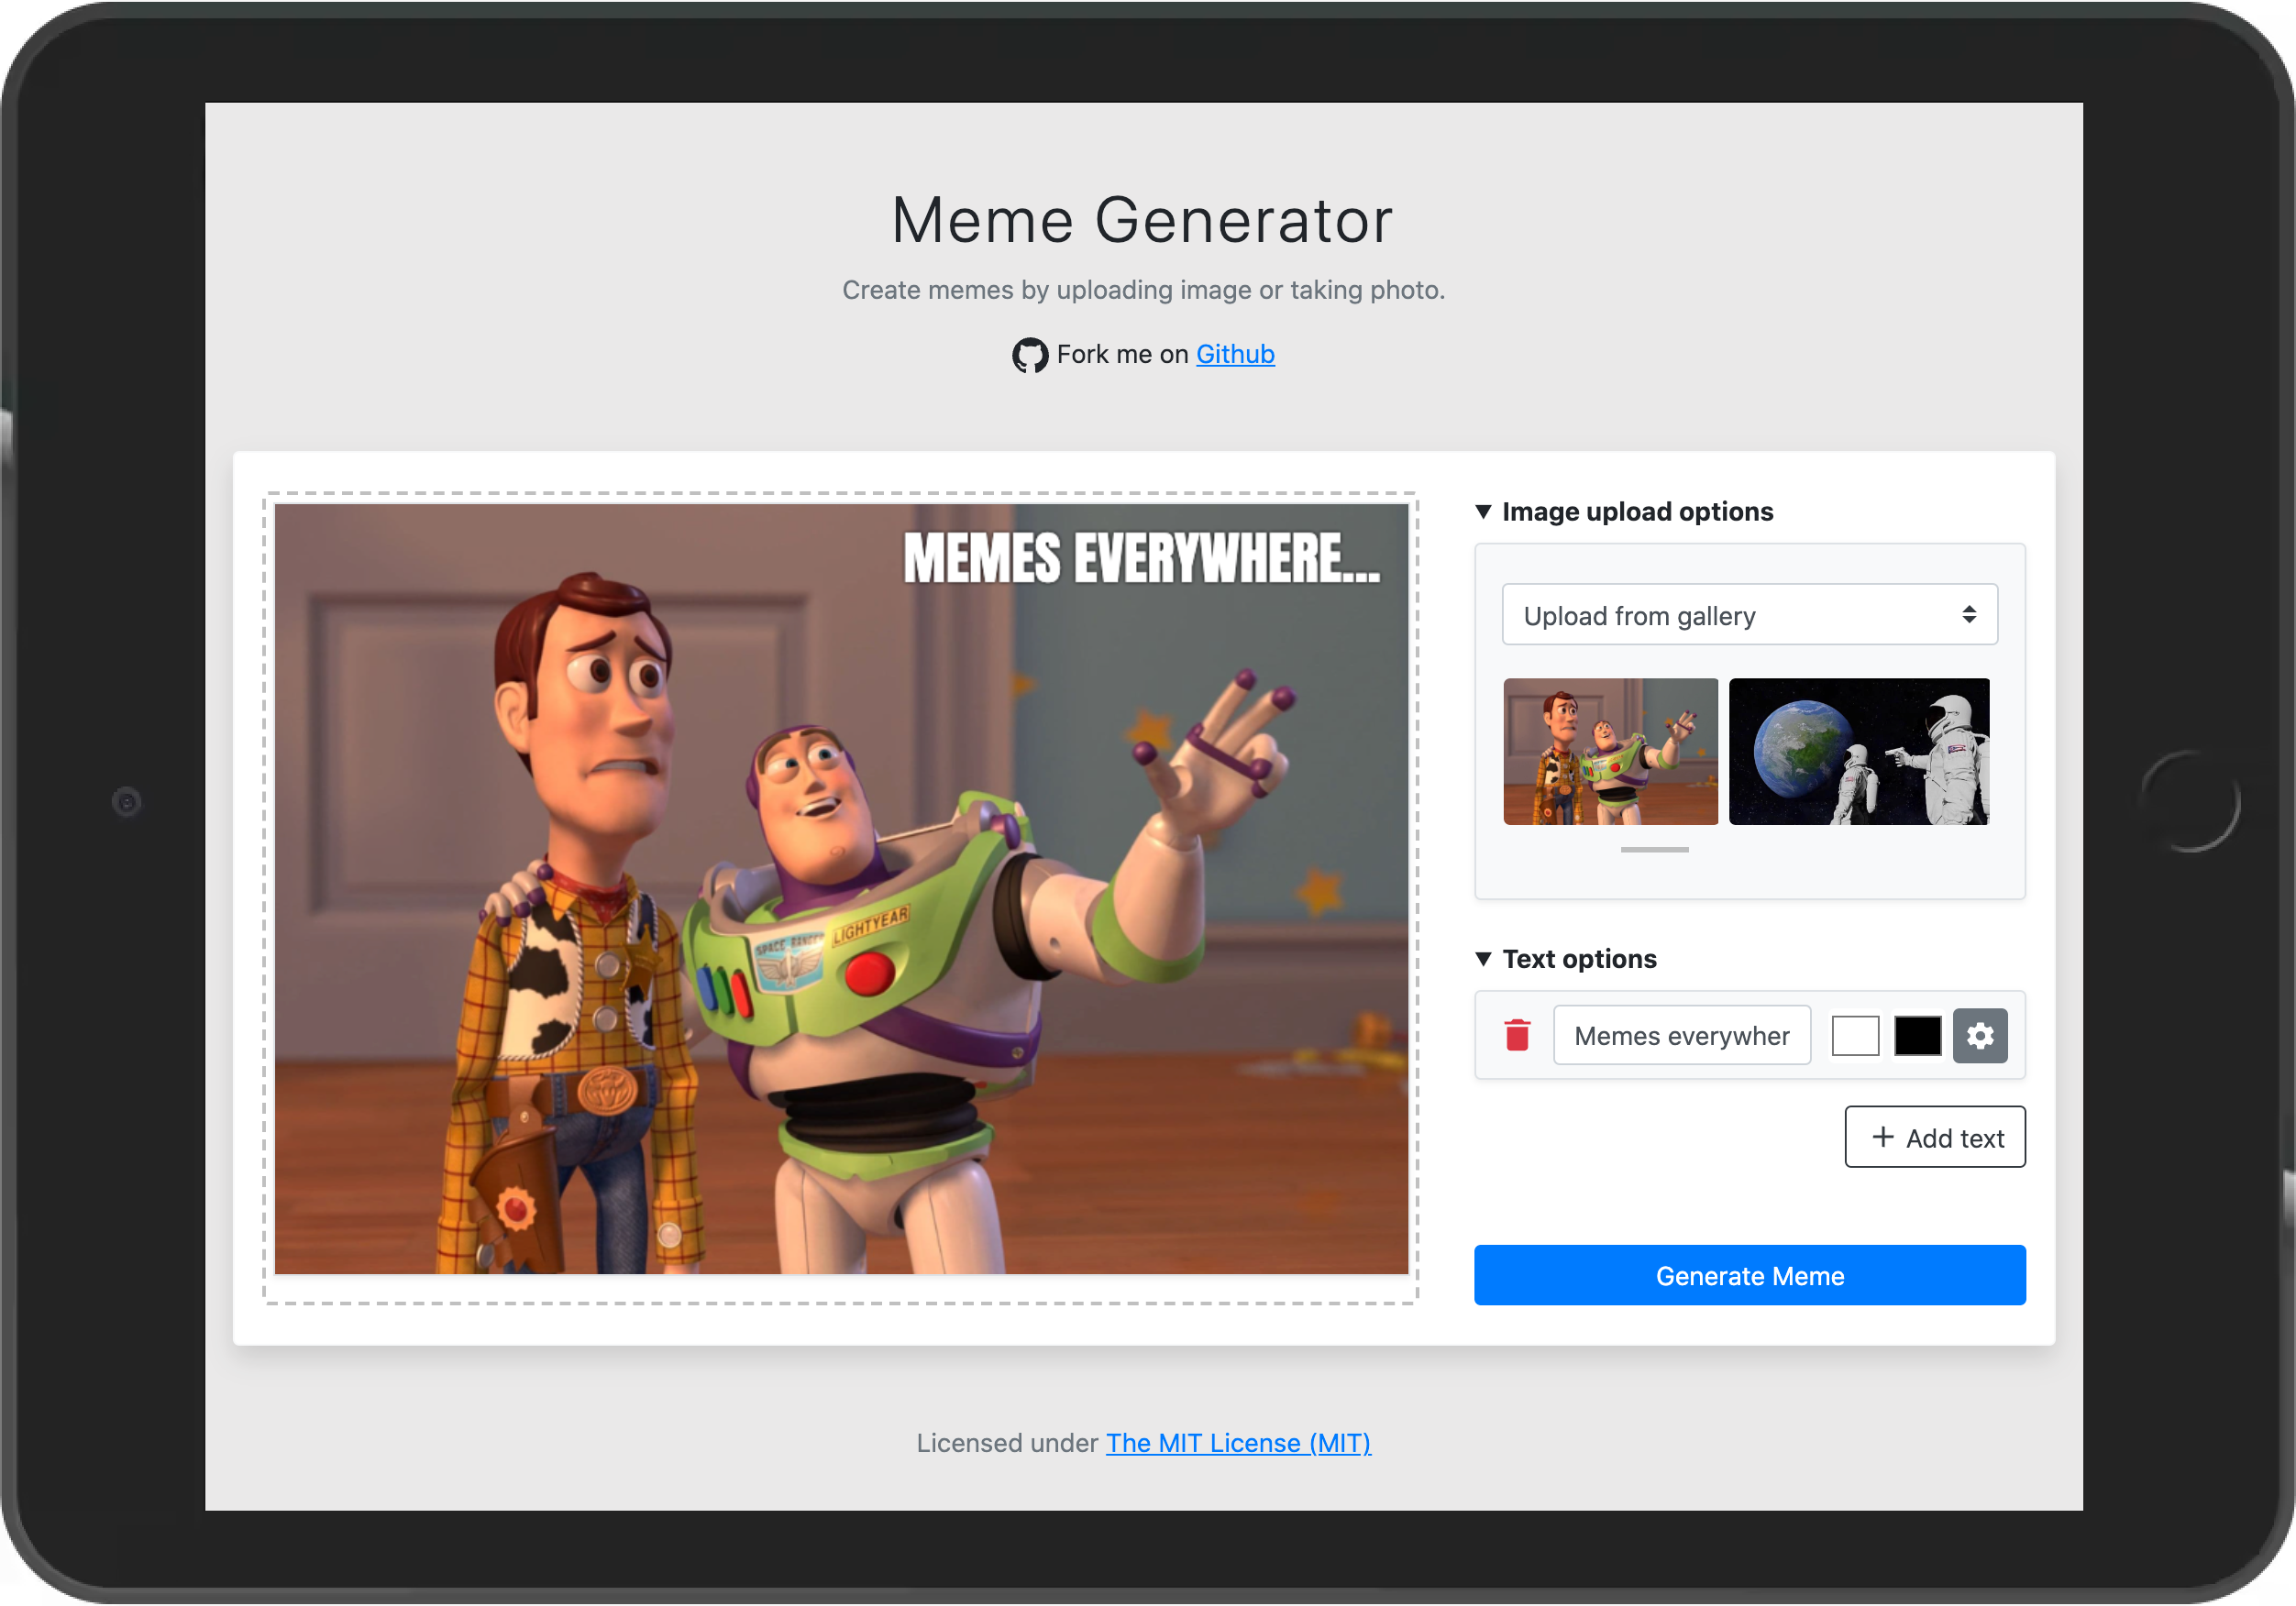 Meme Generator
Create memes by uploading image or taking photo.
Fork me on Github
MEMES EVERYWHERE...
SPACE RANGER
LIGHTYEAR
Image upload options
Upload from gallery
Text options
Memes everywher
+ Add text
Generate Meme
Licensed under The MIT License (MIT)